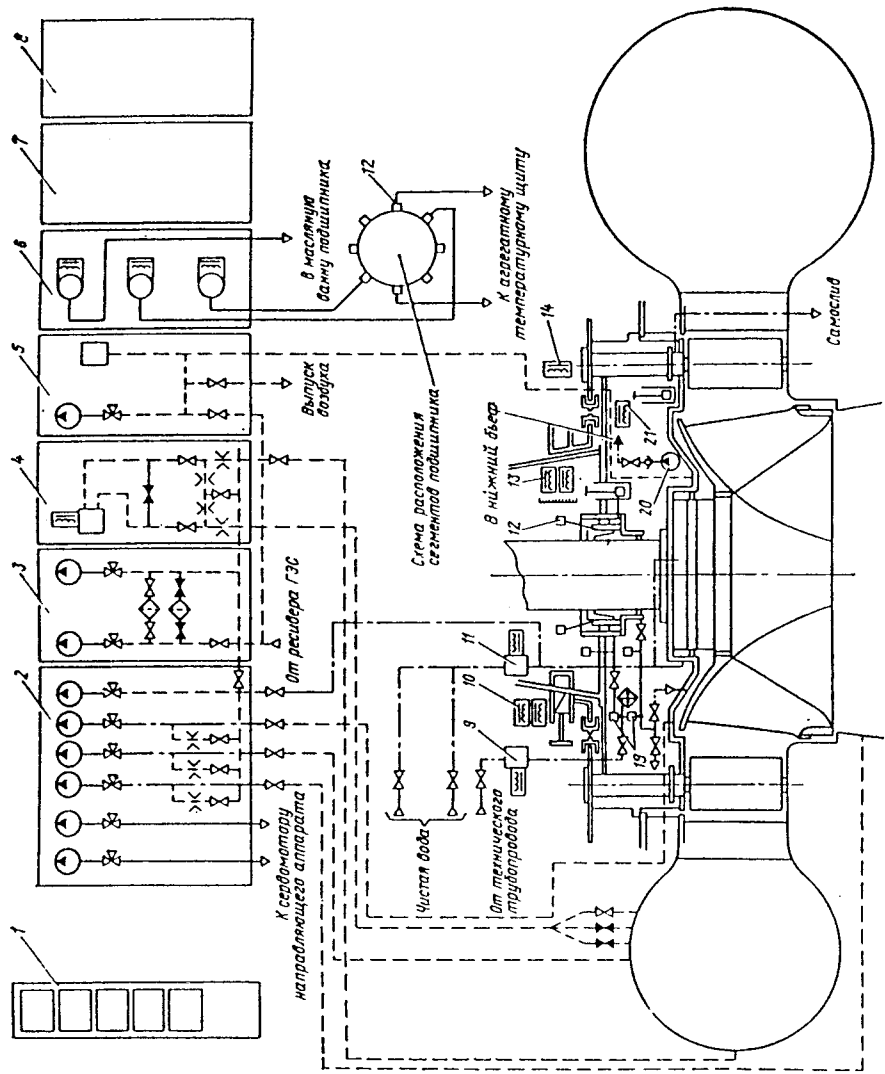 1
2
3
4
5
6
7
8
К сервомотору
направляющего аппарата
От ресивера ГЭС
Выпуск
воздуха
В масляную
ванну подшипника
12
К агрегатному
температурному щиту
Схема расположения
сегментов подшипника
Чистая вода
От технического
трубопровода
9
10
11
12
13
14
В нижний бьеф
19
20
21
Самослив